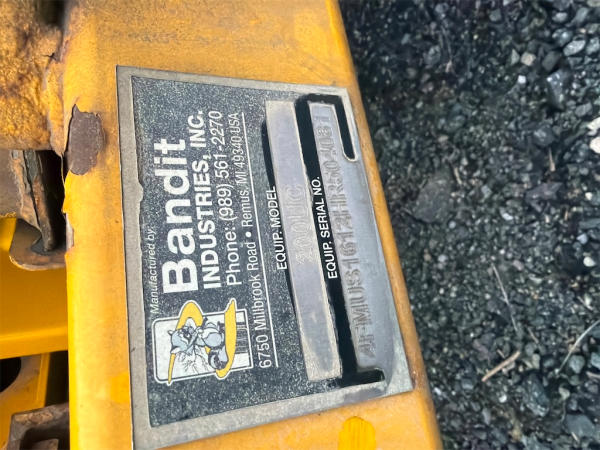 Manufactured by:
Bandit
INDUSTRIES, INC.
Phone: (989) 561-2270
6750 Millbrook Road • Remus, MI 49340 USA
EQUIP. MODEL
EQUIP. SERIAL NO.